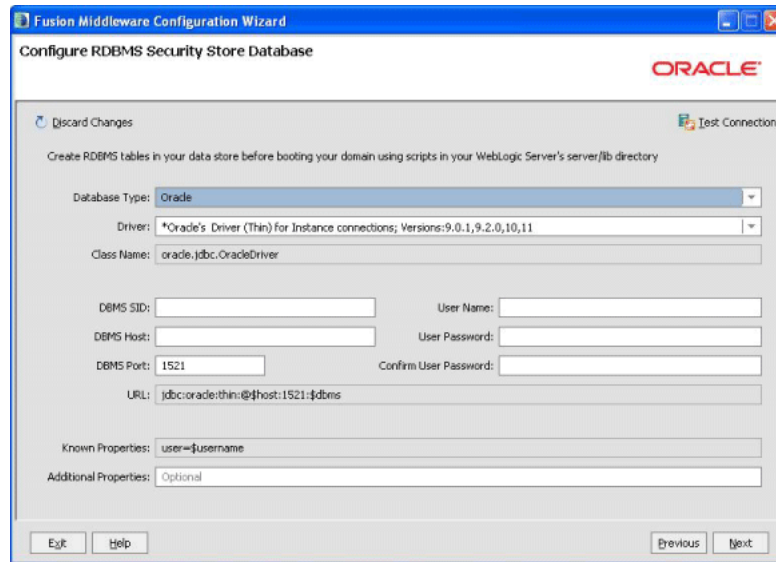 Fusion Middleware Configuration Wizard
Configure RDBMS Security Store Database
ORACLE
Discard Changes
Test Connection
Create RDBMS tables in your data store before booting your domain using scripts in your WebLogic Server's server/lib directory
Database Type: Oracle
Driver: *Oracle's Driver (Thin) for Instance connections; Versions:9.0.1,9.2.0,10,11
Class Name: oracle.jdbc.OracleDriver
DBMS SID: User Name:
DBMS Host: User Password:
DBMS Port: 1521 Confirm User Password:
URL: jdbc:oracle:thin:@$host:1521:$dbms
Known Properties: user=$username
Additional Properties: Optional
Exit Help Previous Next